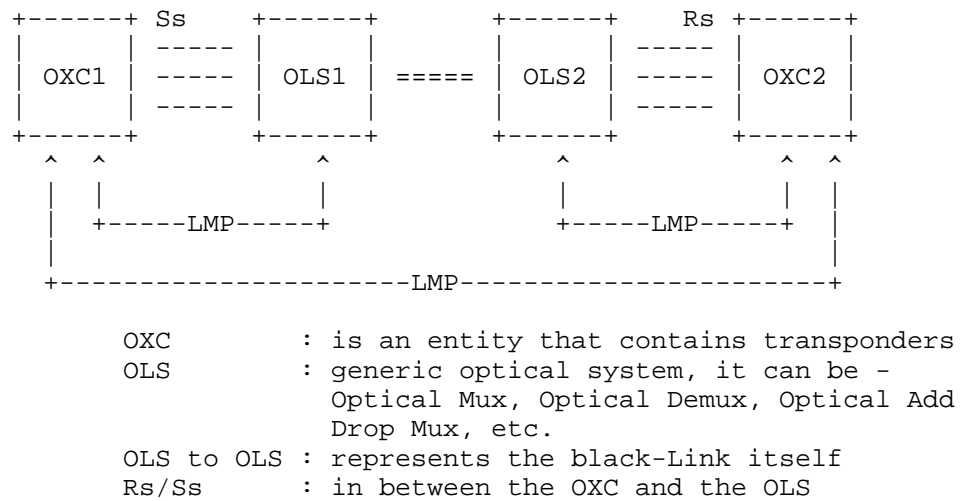 +------+ Ss    +------+       +------+    Rs +------+
|      | ----- |      |       |      | ----- |      |
| OXC1 | ----- | OLS1 | ===== | OLS2 | ----- | OXC2 |
|      | ----- |      |       |      | ----- |      |
+------+       +------+       +------+       +------+
^  ^             ^              ^             ^  ^
|  |             |              |             |  |
|  +-----LMP-----+              +-----LMP-----+  |
|                                                |
+----------------------LMP-----------------------+
OXC : is an entity that contains transponders
OLS : generic optical system, it can be -
Optical Mux, Optical Demux, Optical Add
Drop Mux, etc.
OLS to OLS : represents the black-Link itself
Rs/Ss : in between the OXC and the OLS